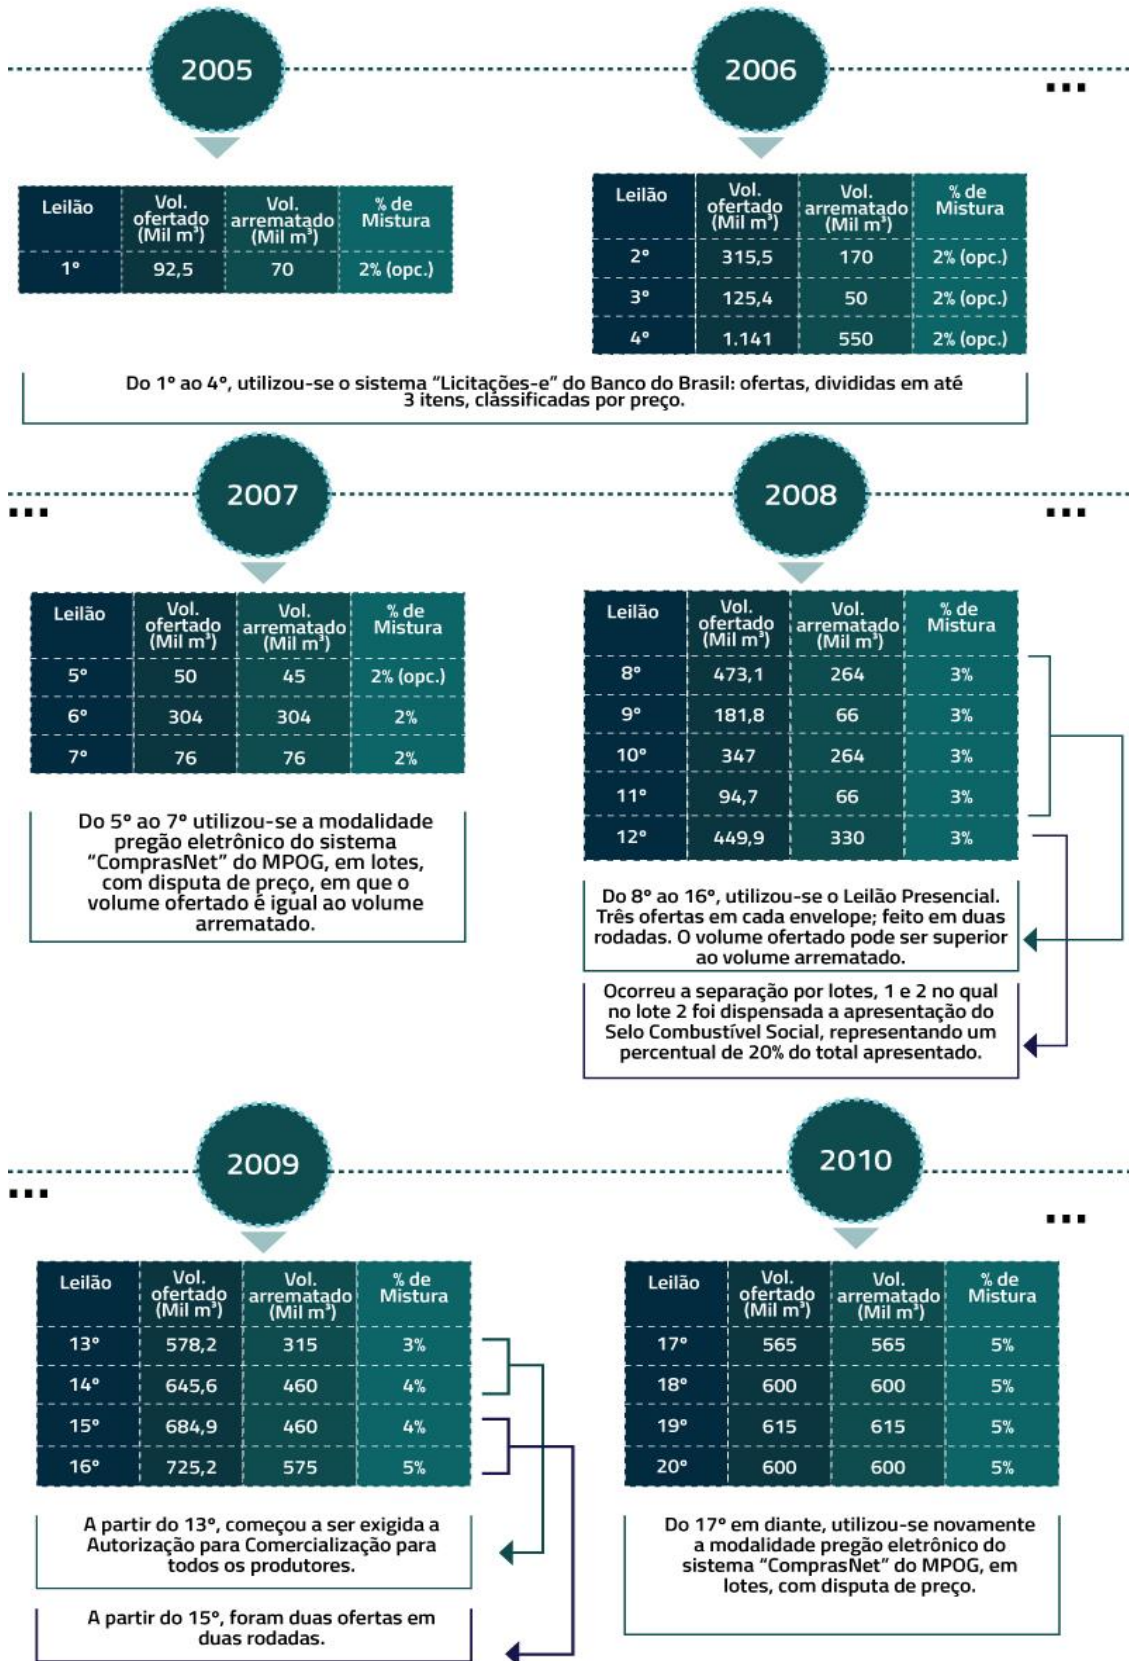 2005
2006
...
Leilão Vol. ofertado (Mil m³) Vol. arrematado (Mil m³) % de Mistura
1º 92,5 70 2% (opc.)
Leilão Vol. ofertado (Mil m³) Vol. arrematado (Mil m³) % de Mistura
2º 315,5 170 2% (opc.)
3º 125,4 50 2% (opc.)
4º 1.141 550 2% (opc.)
Do 1º ao 4º, utilizou-se o sistema “Licitações-e” do Banco do Brasil: ofertas, divididas em até
3 itens, classificadas por preço.
...
2007
2008
...
Leilão Vol. ofertado (Mil m³) Vol. arrematado (Mil m³) % de Mistura
5º 50 45 2% (opc.)
6º 304 304 2%
7º 76 76 2%
Do 5º ao 7º utilizou-se a modalidade
pregão eletrônico do sistema
“ComprasNet” do MPOG, em lotes,
com disputa de preço, em que o
volume ofertado é igual ao volume
arrematado.
Leilão Vol. ofertado (Mil m³) Vol. arrematado (Mil m³) % de Mistura
8º 473,1 264 3%
9º 181,8 66 3%
10º 347 264 3%
11º 94,7 66 3%
12º 449,9 330 3%
Do 8º ao 16º, utilizou-se o Leilão Presencial.
Três ofertas em cada envelope; feito em duas
rodadas. O volume ofertado pode ser superior
ao volume arrematado.
Ocorreu a separação por lotes, 1 e 2 no qual
no lote 2 foi dispensada a apresentação do
Selo Combustível Social, representando um
percentual de 20% do total apresentado.
...
2009
2010
...
Leilão Vol. ofertado (Mil m³) Vol. arrematado (Mil m³) % de Mistura
13º 578,2 315 3%
14º 645,6 460 4%
15º 684,9 460 4%
16º 725,2 575 5%
A partir do 13º, começou a ser exigida a
Autorização para Comercialização para
todos os produtores.
A partir do 15º, foram duas ofertas em
duas rodadas.
Leilão Vol. ofertado (Mil m³) Vol. arrematado (Mil m³) % de Mistura
17º 565 565 5%
18º 600 600 5%
19º 615 615 5%
20º 600 600 5%
Do 17º em diante, utilizou-se novamente
a modalidade pregão eletrônico do
sistema “ComprasNet” do MPOG, em
lotes, com disputa de preço.